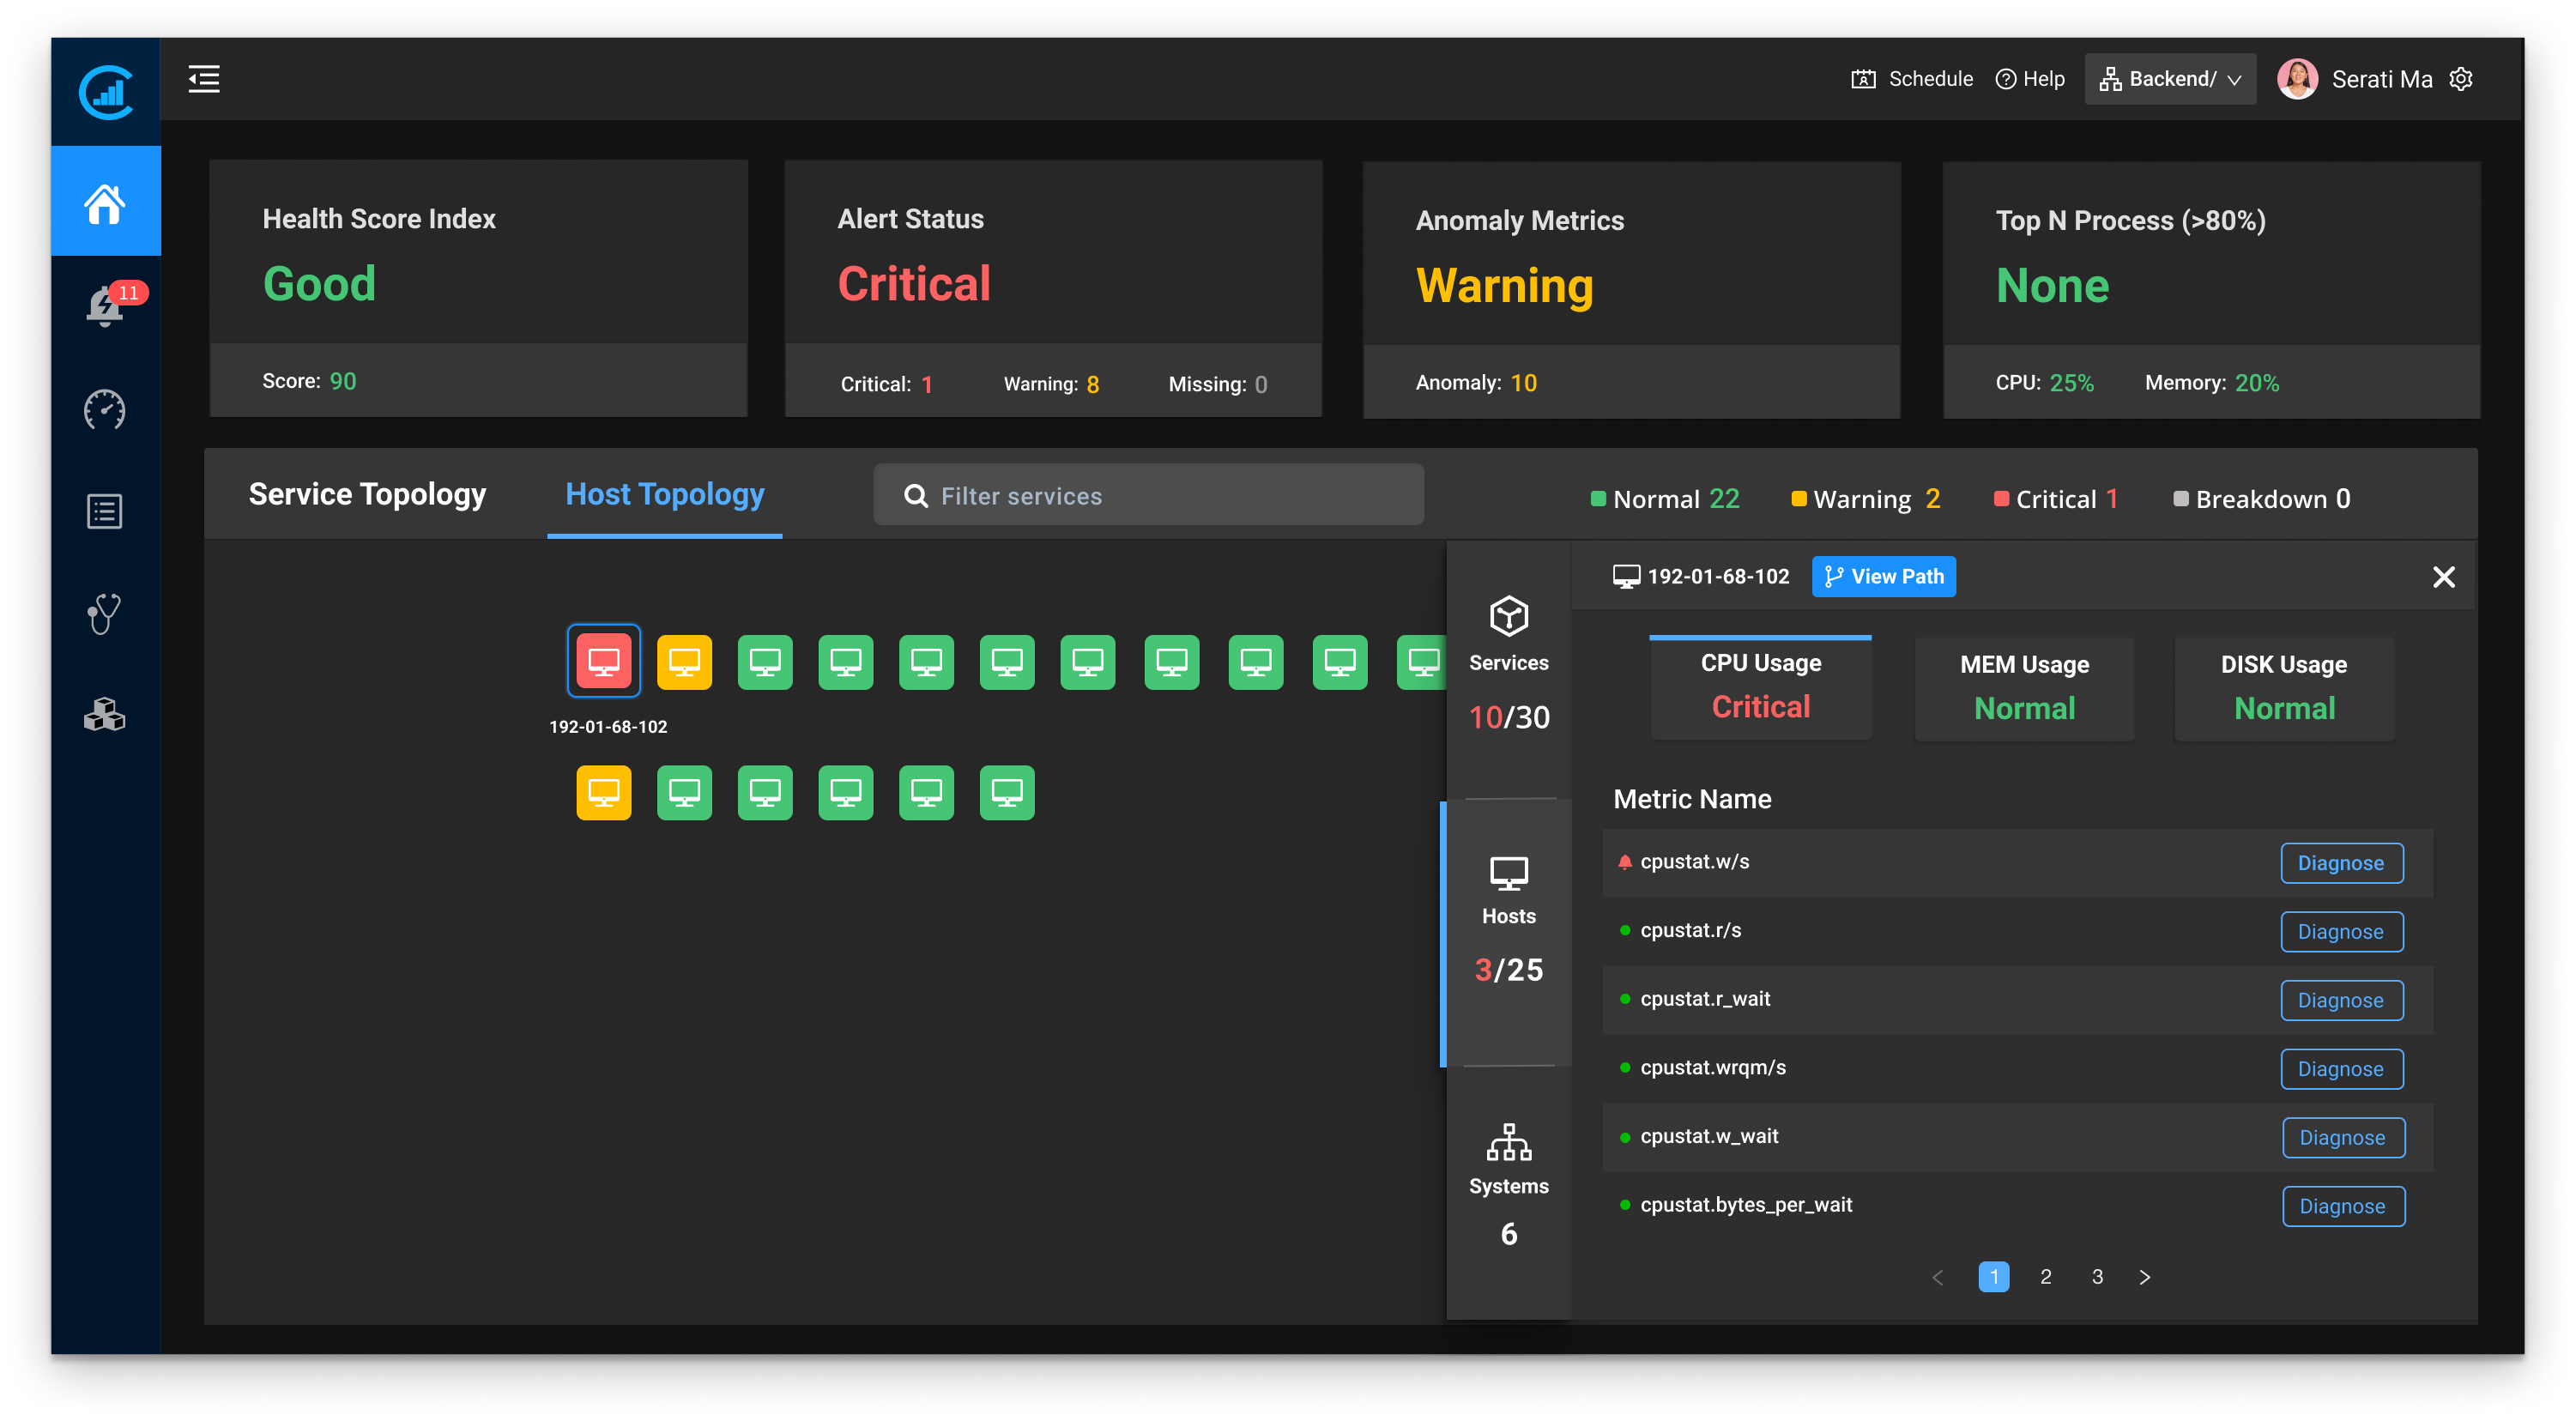 Schedule
Help
Backend/
Serati Ma
11
Health Score Index
Good
Score: 90
Alert Status
Critical
Critical: 1 Warning: 8 Missing: 0
Anomaly Metrics
Warning
Anomaly: 10
Top N Process (>80%)
None
CPU: 25% Memory: 20%
Service Topology
Host Topology
Filter services
Normal 22
Warning 2
Critical 1
Breakdown 0
192-01-68-102
Services
10/30
Hosts
3/25
Systems
6
192-01-68-102
View Path
CPU Usage
Critical
MEM Usage
Normal
DISK Usage
Normal
Metric Name
cpustat.w/s Diagnose
cpustat.r/s Diagnose
cpustat.r_wait Diagnose
cpustat.wrqm/s Diagnose
cpustat.w_wait Diagnose
cpustat.bytes_per_wait Diagnose
1 2 3